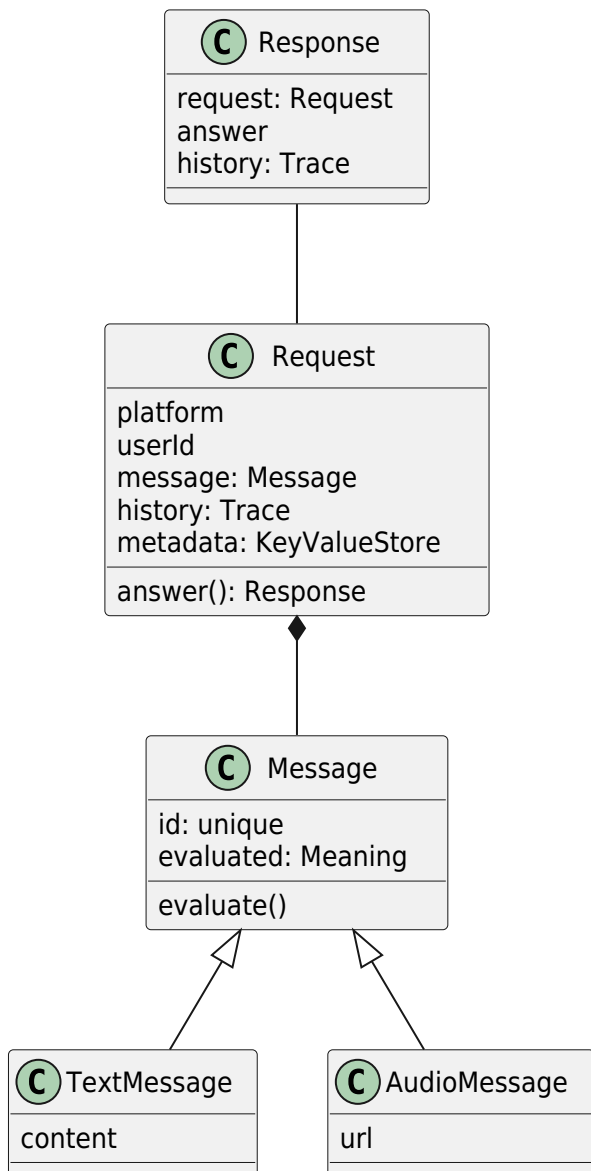 C Response
request: Request
answer
history: Trace
C Request
platform
userId
message: Message
history: Trace
metadata: KeyValueStore
answer(): Response
C Message
id: unique
evaluated: Meaning
evaluate()
C TextMessage
content
C AudioMessage
url